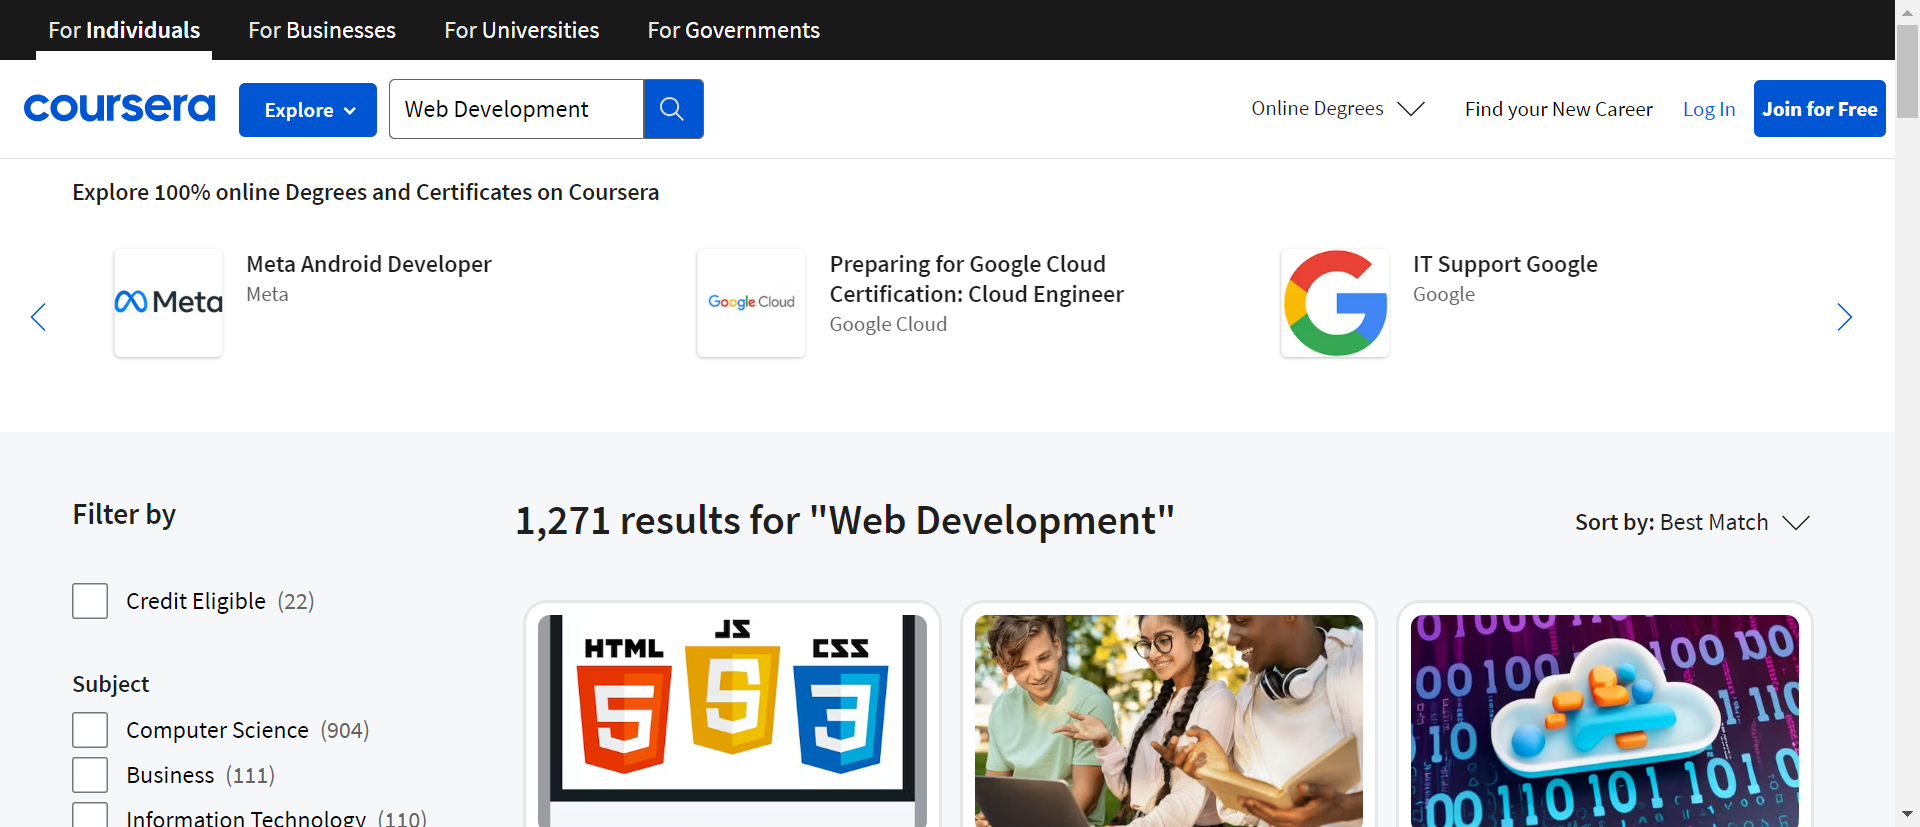 For Individuals
For Businesses
For Universities
For Governments
coursera
Explore
Web Development
Online Degrees
Find your New Career
Log In
Join for Free
Explore 100% online Degrees and Certificates on Coursera
Meta
Meta Android Developer
Meta
Google Cloud
Preparing for Google Cloud
Certification: Cloud Engineer
Google Cloud
IT Support Google
Google
Filter by
1,271 results for "Web Development"
Sort by: Best Match
Credit Eligible (22)
Subject
Computer Science (904)
Business (111)
Information Technology (110)
HTML
JS
CSS
5
5
3